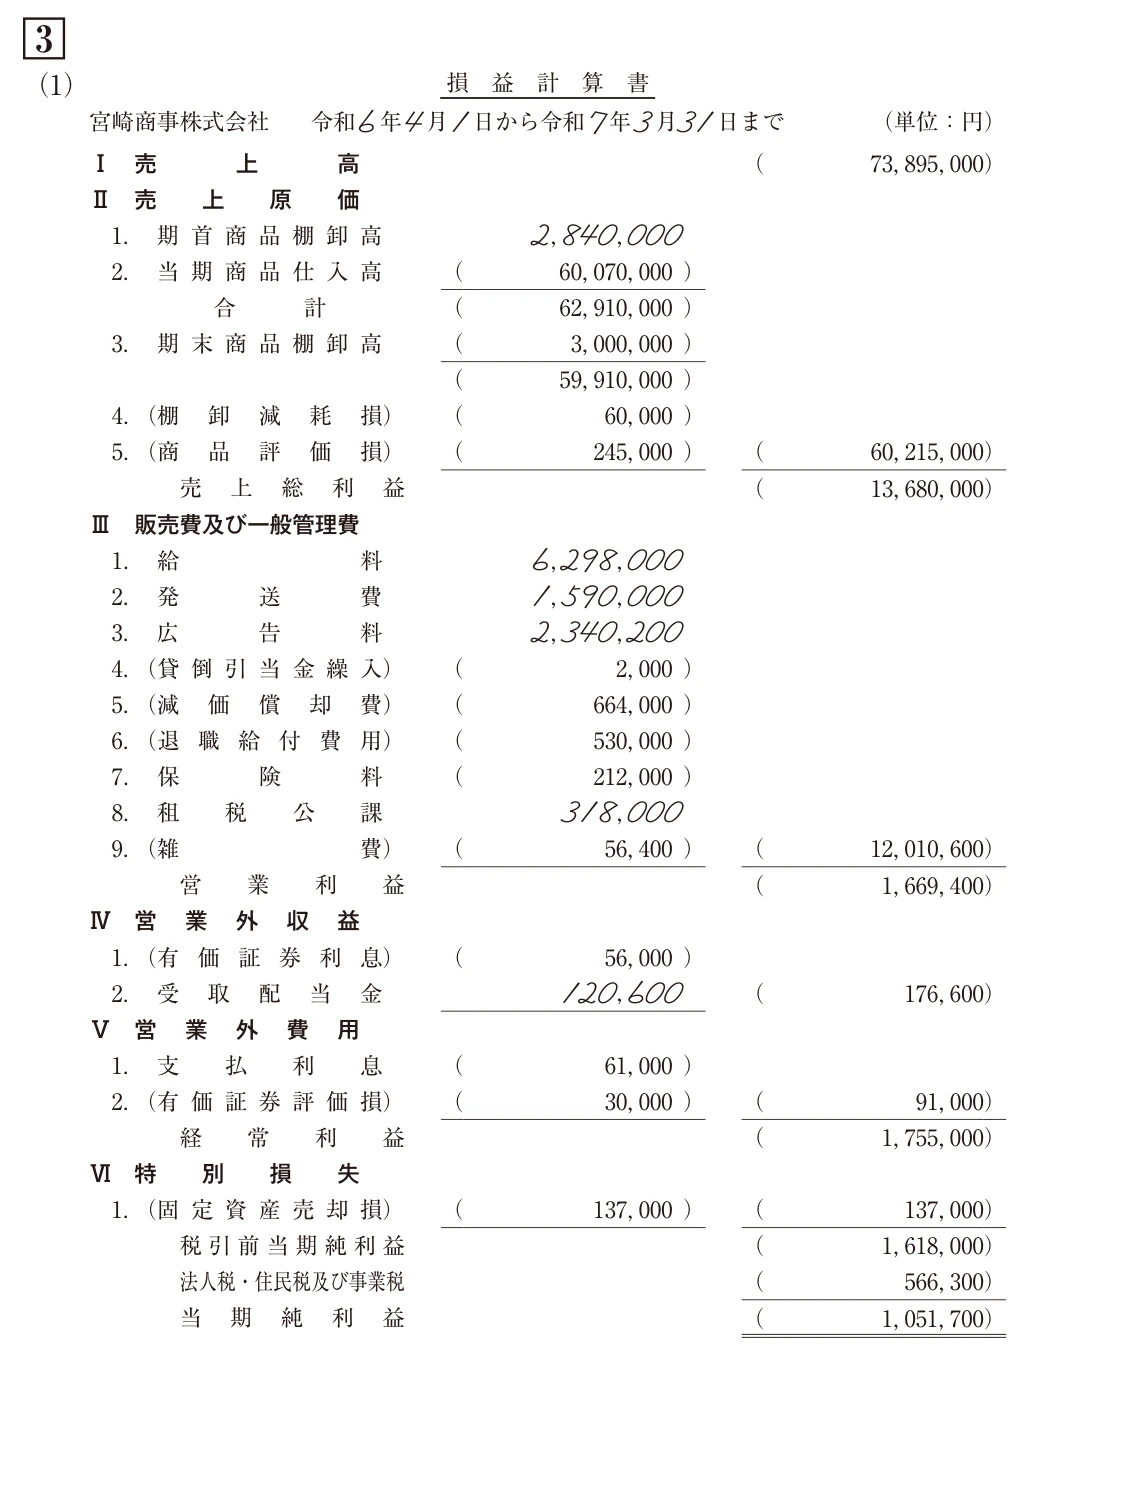 3
(1)
損益計算書
宮崎商事株式会社 令和6年4月1日から令和7年3月31日まで (単位：円)
Ⅰ 売上高 ( 73,895,000)
Ⅱ 売上原価
1. 期首商品棚卸高 2,840,000
2. 当期商品仕入高 ( 60,070,000 )
合計 ( 62,910,000 )
3. 期末商品棚卸高 ( 3,000,000 )
( 59,910,000 )
4. (棚卸減耗損) ( 60,000 )
5. (商品評価損) ( 245,000 ) ( 60,215,000)
売上総利益 ( 13,680,000)
Ⅲ 販売費及び一般管理費
1. 給料 6,298,000
2. 発送費 1,590,000
3. 広告料 2,340,200
4. (貸倒引当金繰入) ( 2,000 )
5. (減価償却費) ( 664,000 )
6. (退職給付費用) ( 530,000 )
7. 保険料 ( 212,000 )
8. 租税公課 318,000
9. (雑費) ( 56,400 ) ( 12,010,600)
営業利益 ( 1,669,400)
Ⅳ 営業外収益
1. (有価証券利息) ( 56,000 )
2. 受取配当金 120,600 ( 176,600)
Ⅴ 営業外費用
1. 支払利息 ( 61,000 )
2. (有価証券評価損) ( 30,000 ) ( 91,000)
経常利益 ( 1,755,000)
Ⅵ 特別損失
1. (固定資産売却損) ( 137,000 ) ( 137,000)
税引前当期純利益 ( 1,618,000)
法人税・住民税及び事業税 ( 566,300)
当期純利益 ( 1,051,700)